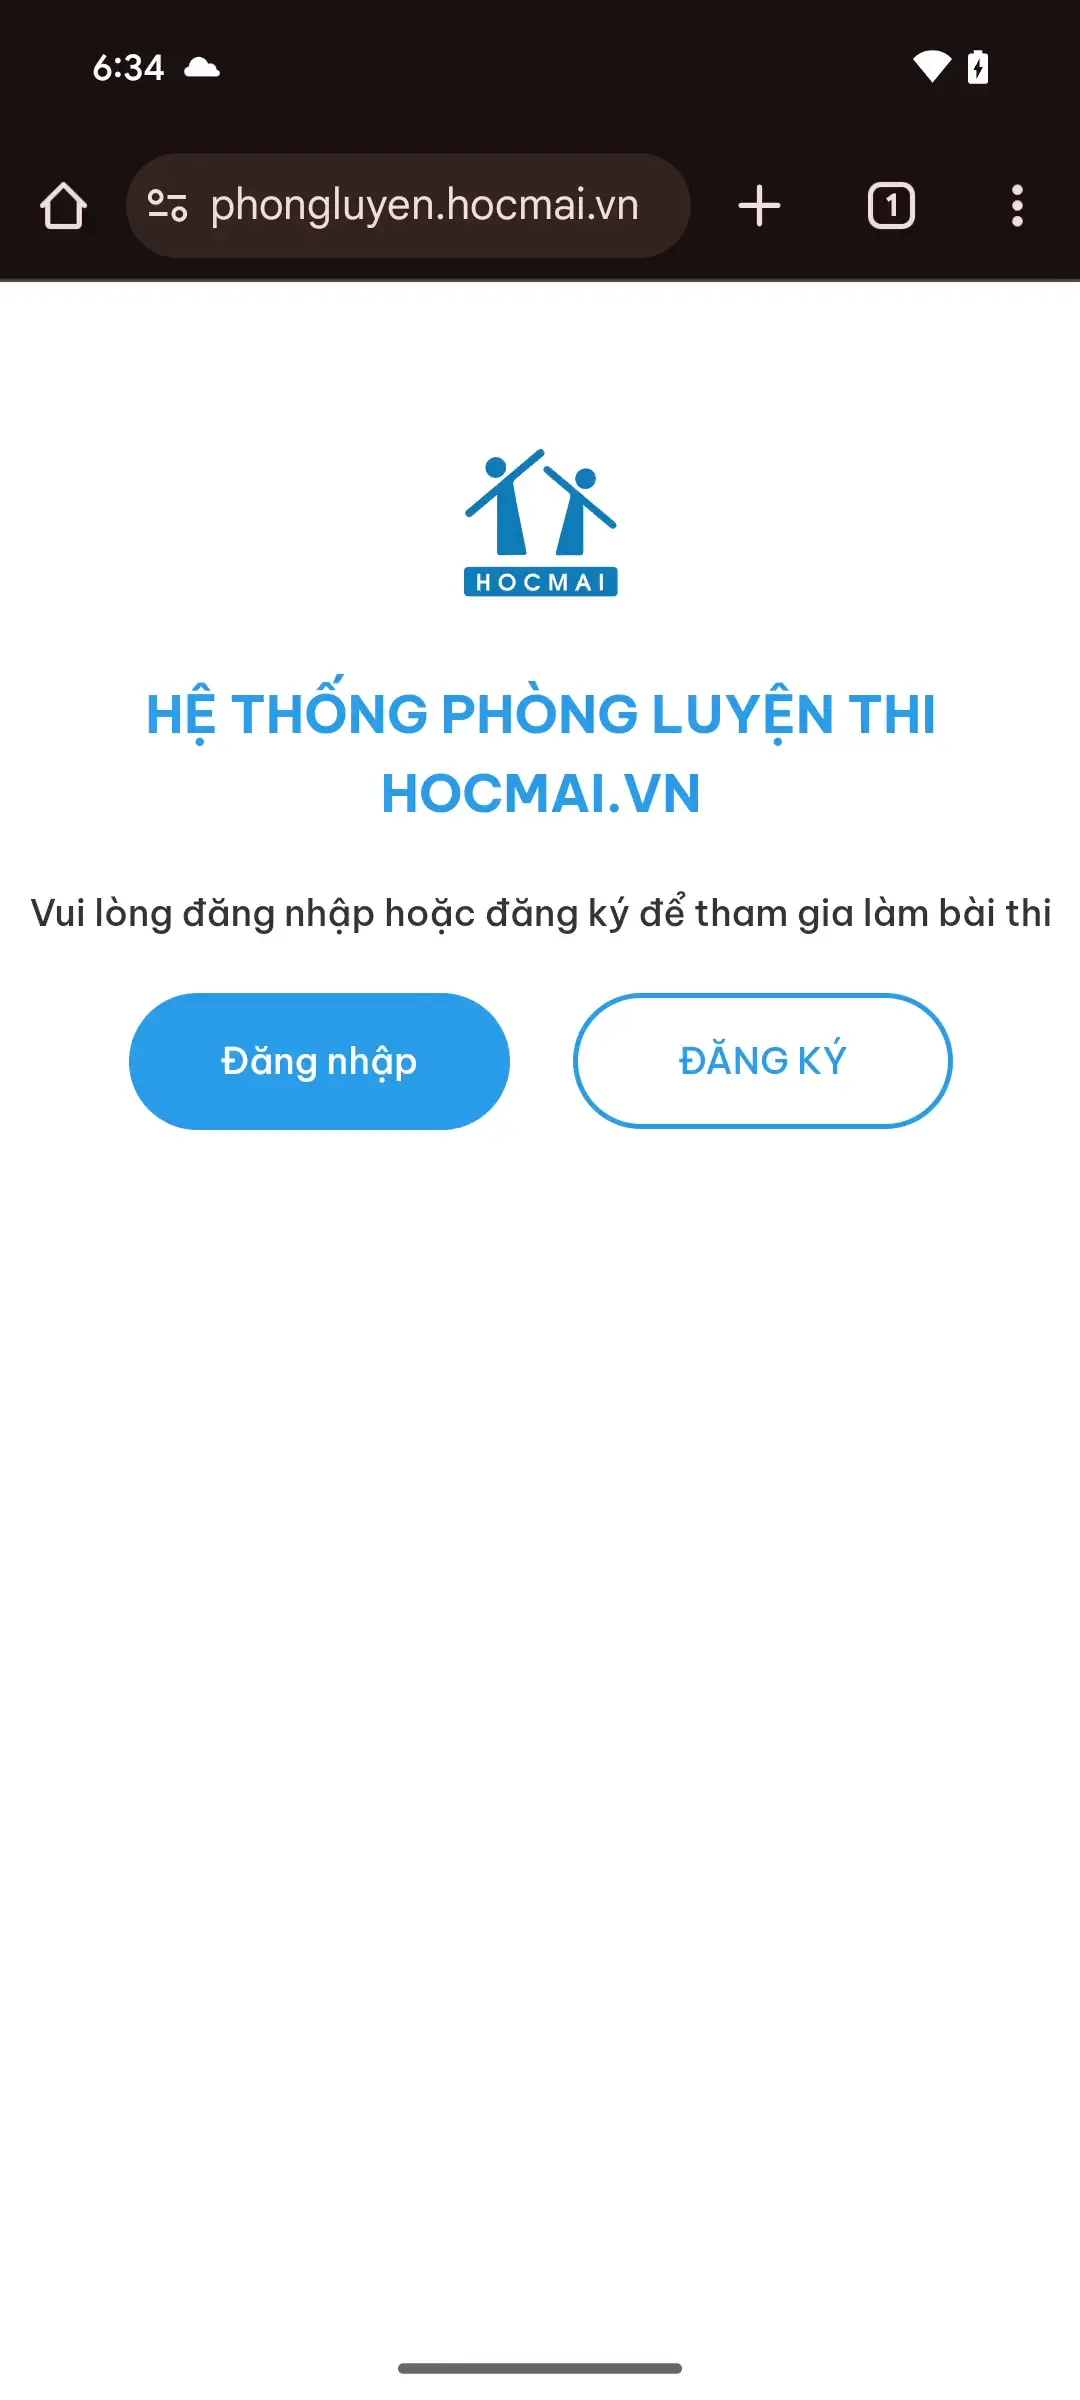 6:34
phongluyen.hocmai.vn
1
HOCMAI
HỆ THỐNG PHÒNG LUYỆN THI
HOCMAI.VN
Vui lòng đăng nhập hoặc đăng ký để tham gia làm bài thi
Đăng nhập
ĐĂNG KÝ